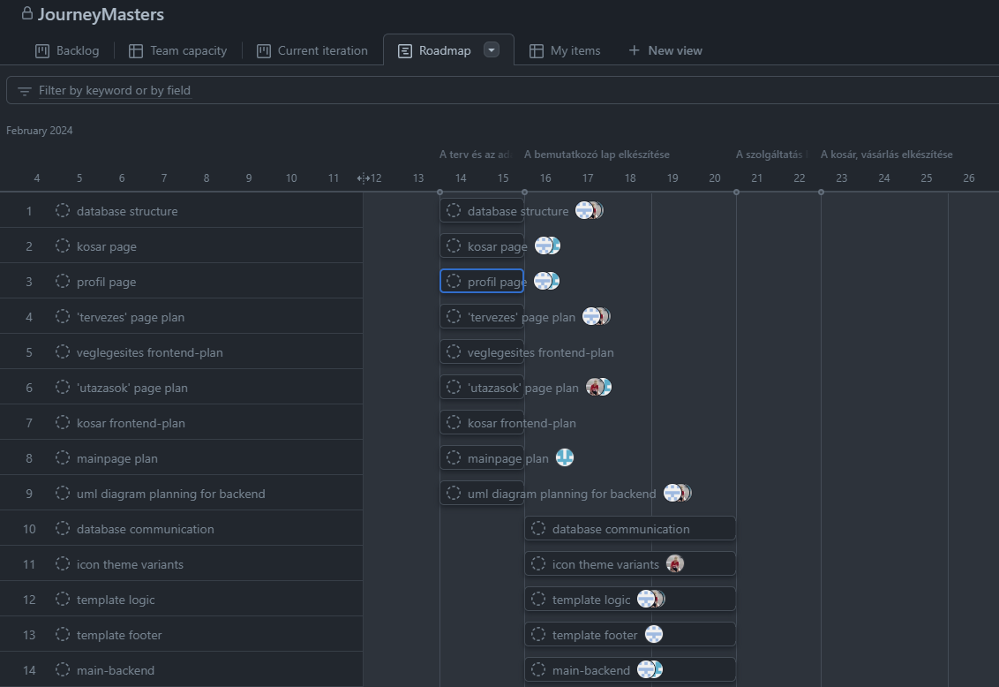 JourneyMasters
Backlog Team capacity Current iteration Roadmap My items New view
Filter by keyword or by field
February 2024
A terv és az A bemutatkozó lap elkészítése A szolgáltatás A kosár, vásárlás elkészítése
4 5 6 7 8 9 10 11 12 13 14 15 16 17 18 19 20 21 22 23 24 25 26
1 database structure database structure
2 kosar page kosar page
3 profil page profil page
4 'tervezes' page plan 'tervezes' page plan
5 veglegesites frontend-plan veglegesites frontend-plan
6 'utazasok' page plan 'utazasok' page plan
7 kosar frontend-plan kosar frontend-plan
8 mainpage plan mainpage plan
9 uml diagram planning for backend uml diagram planning for backend
10 database communication database communication
11 icon theme variants icon theme variants
12 template logic template logic
13 template footer template footer
14 main-backend main-backend